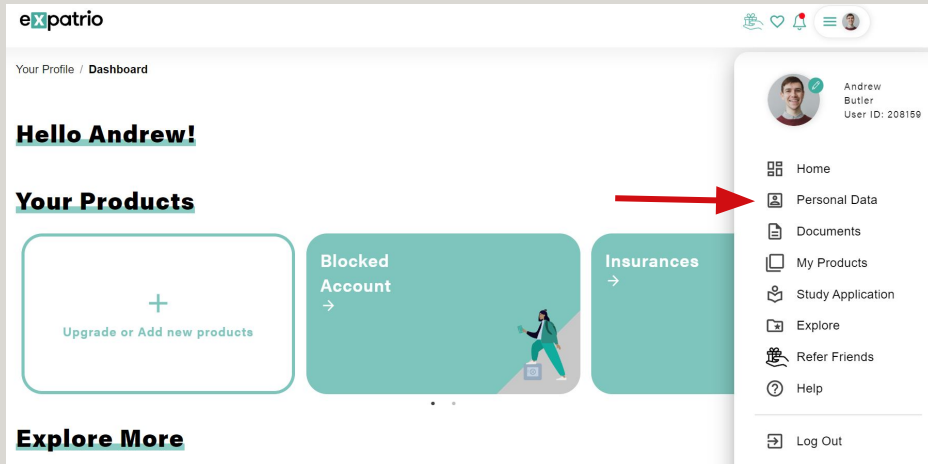 expatrio
Your Profile / Dashboard
Hello Andrew!
Your Products
Upgrade or Add new products
Blocked
Account
Insurances
Explore More
Andrew
Butler
User ID: 208159
Home
Personal Data
Documents
My Products
Study Application
Explore
Refer Friends
Help
Log Out